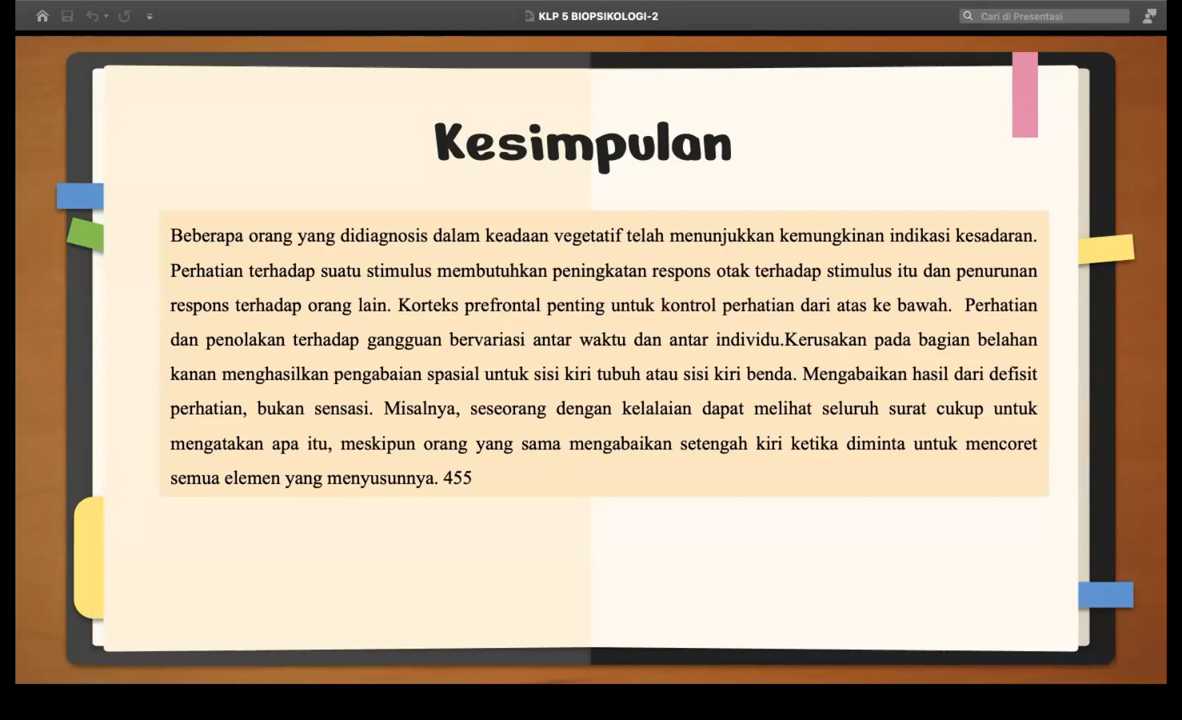 KLP 5 BIOPSIKOLOGI-2
Cari di Presentasi
Kesimpulan
Beberapa orang yang didiagnosis dalam keadaan vegetatif telah menunjukkan kemungkinan indikasi kesadaran.
Perhatian terhadap suatu stimulus membutuhkan peningkatan respons otak terhadap stimulus itu dan penurunan
respons terhadap orang lain. Korteks prefrontal penting untuk kontrol perhatian dari atas ke bawah. Perhatian
dan penolakan terhadap gangguan bervariasi antar waktu dan antar individu.Kerusakan pada bagian belahan
kanan menghasilkan pengabaian spasial untuk sisi kiri tubuh atau sisi kiri benda. Mengabaikan hasil dari defisit
perhatian, bukan sensasi. Misalnya, seseorang dengan kelalaian dapat melihat seluruh surat cukup untuk
mengatakan apa itu, meskipun orang yang sama mengabaikan setengah kiri ketika diminta untuk mencoret
semua elemen yang menyusunnya. 455